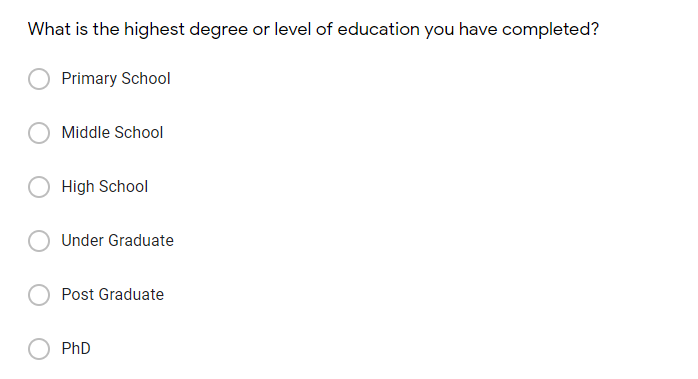 What is the highest degree or level of education you have completed?
Primary School
Middle School
High School
Under Graduate
Post Graduate
PhD